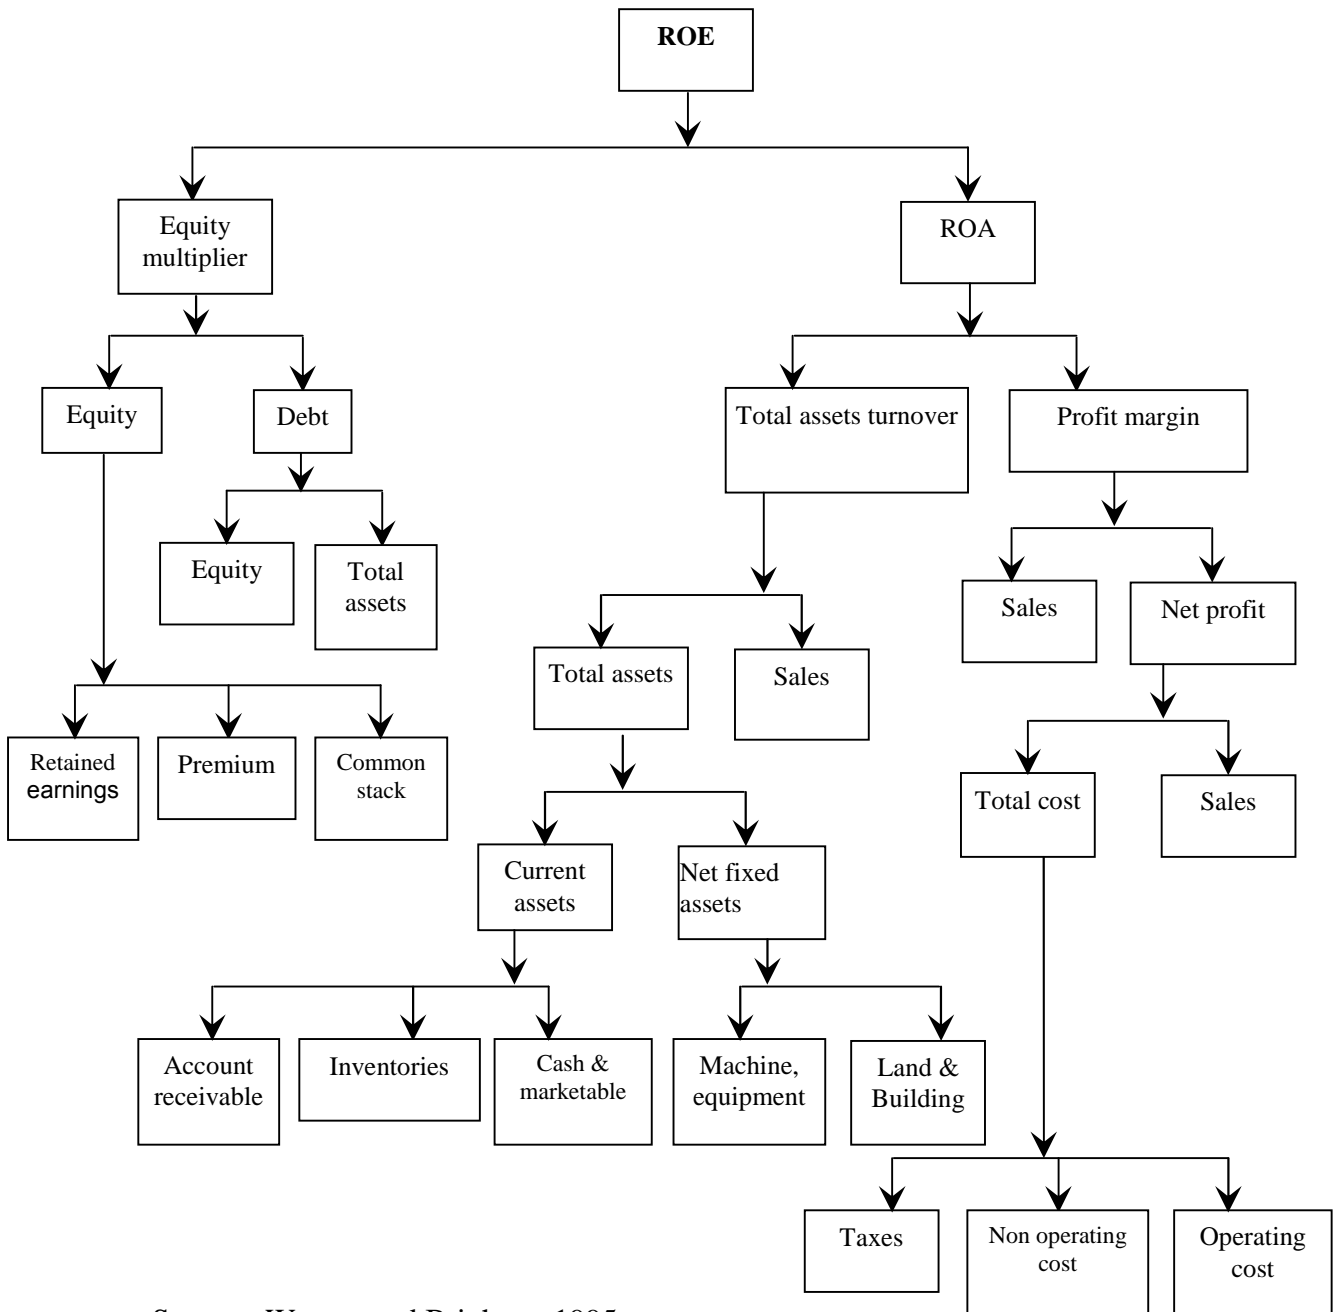 ROE
Equity
multiplier
ROA
Equity
Debt
Total assets turnover
Profit margin
Equity
Total
assets
Sales
Net profit
Total assets
Sales
Retained
earnings
Premium
Common
stack
Total cost
Sales
Current
assets
Net fixed
assets
Account
receivable
Inventories
Cash &
marketable
Machine,
equipment
Land &
Building
Taxes
Non operating
cost
Operating
cost
1995